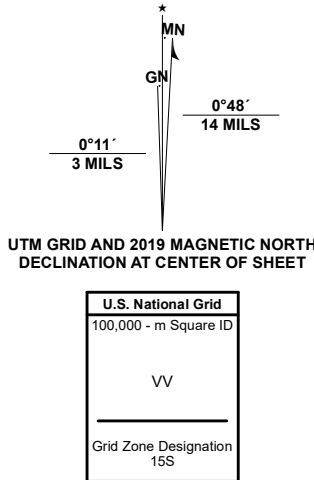 MN
GN
0°48´
14 MILS
0°11´
3 MILS
UTM GRID AND 2019 MAGNETIC NORTH
DECLINATION AT CENTER OF SHEET
U.S. National Grid
100,000 - m Square ID
VV
Grid Zone Designation
15S